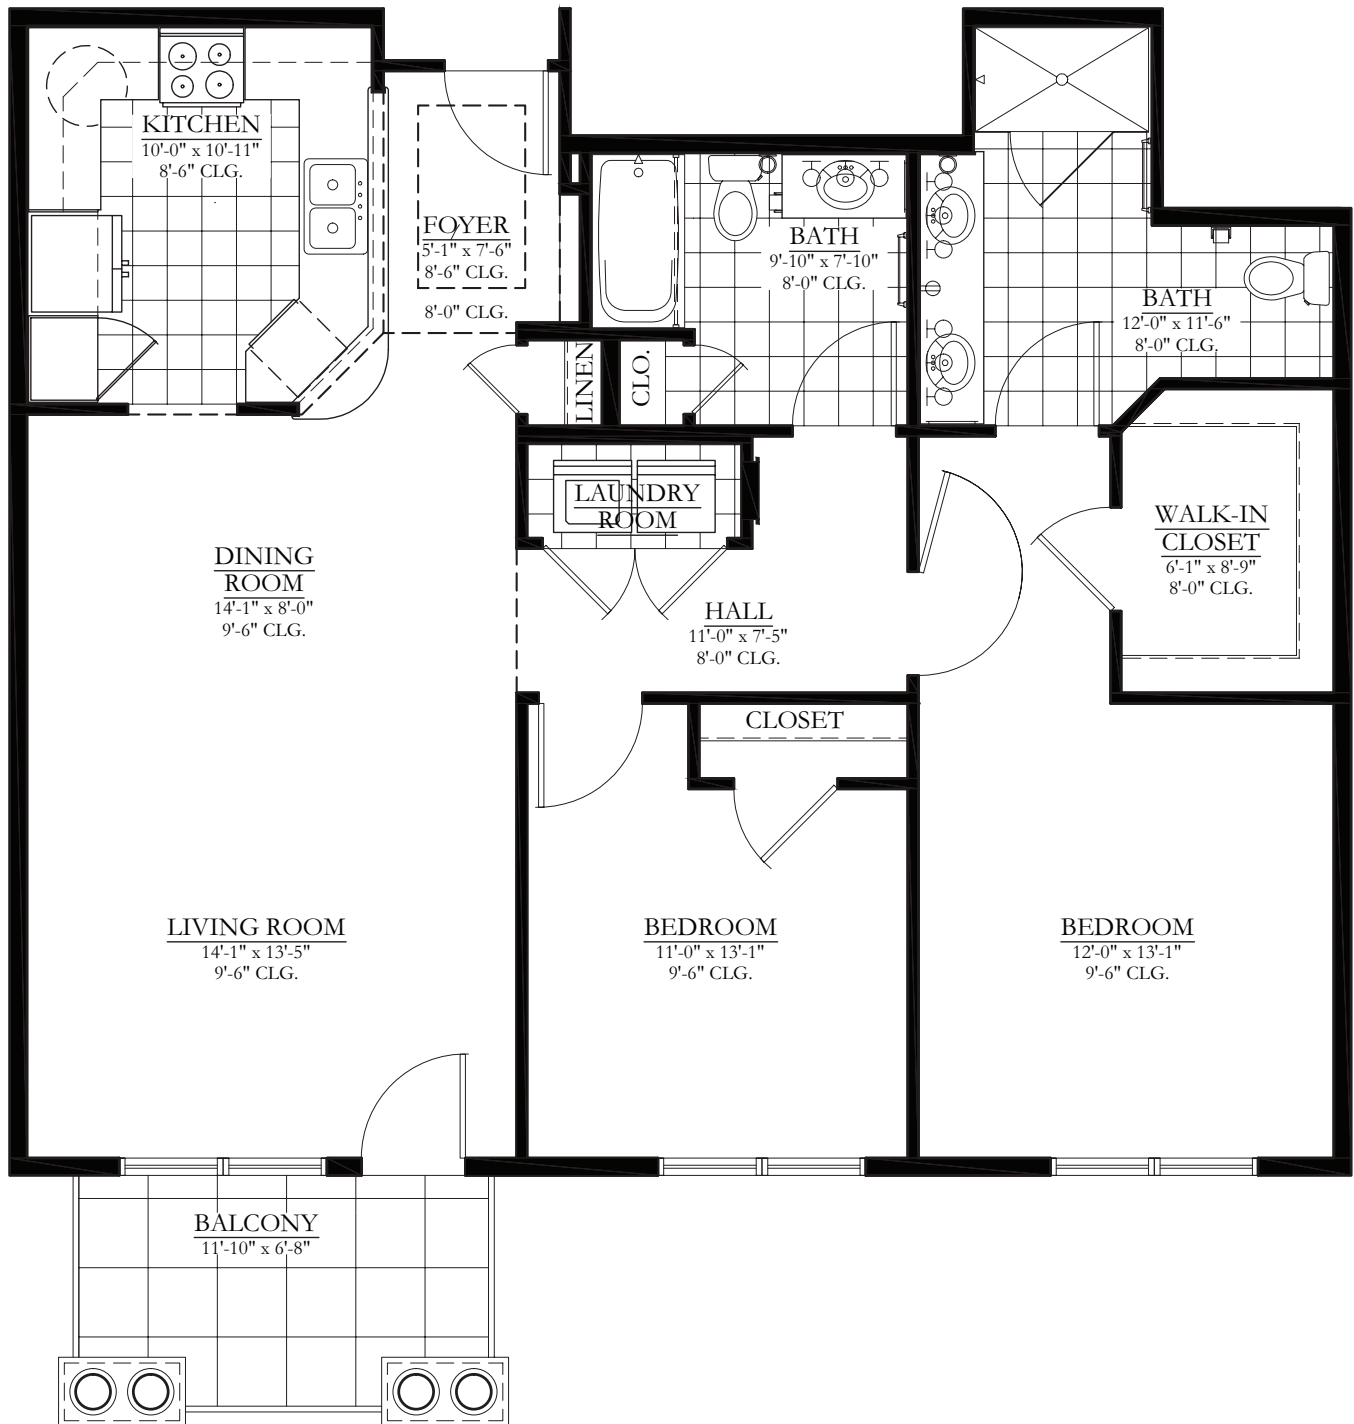 KITCHEN
10'-0" x 10'-11"
8'-6" CLG.
FOYER
5'-1" x 7'-6"
8'-6" CLG.
8'-0" CLG.
BATH
9'-10" x 7'-10"
8'-0" CLG.
BATH
12'-0" x 11'-6"
8'-0" CLG.
LINEN
CLO.
LAUNDRY
ROOM
WALK-IN
CLOSET
6'-1" x 8'-9"
8'-0" CLG.
DINING
ROOM
14'-1" x 8'-0"
9'-6" CLG.
HALL
11'-0" x 7'-5"
8'-0" CLG.
CLOSET
LIVING ROOM
14'-1" x 13'-5"
9'-6" CLG.
BEDROOM
11'-0" x 13'-1"
9'-6" CLG.
BEDROOM
12'-0" x 13'-1"
9'-6" CLG.
BALCONY
11'-10" x 6'-8"